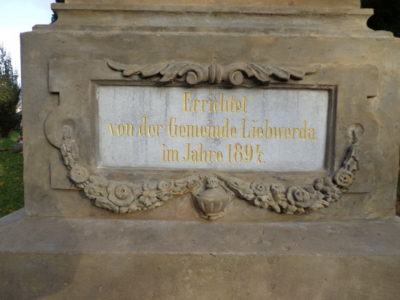 Errichtet
von der Gemeinde Liebwerda
im Jahre 1894.